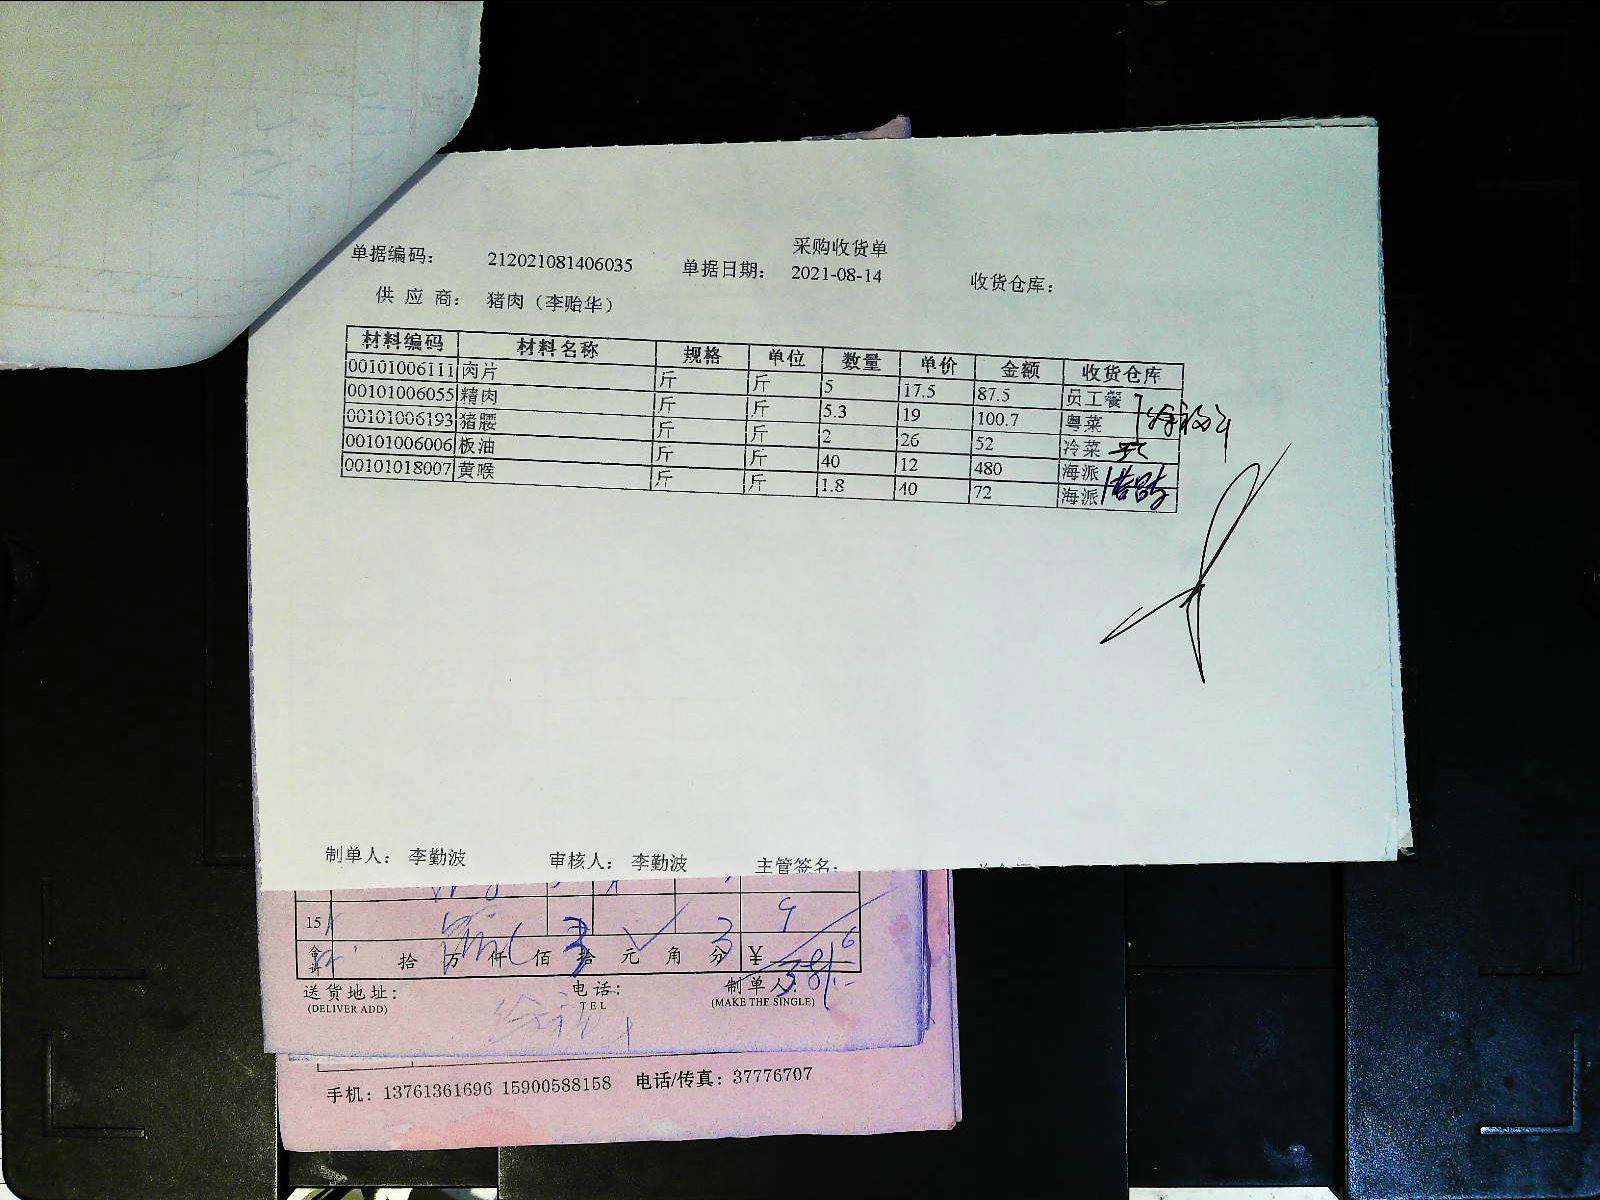 采购收货单
单据编码： 212021081406035 单据日期： 2021-08-14 收货仓库：
供 应 商： 猪肉（李贻华）
材料编码 材料名称 规格 单位 数量 单价 金额 收货仓库
00101006111 肉片 斤 斤 5 17.5 87.5 员工餐
00101006055 精肉 斤 斤 5.3 19 100.7 粤菜
00101006193 猪腰 斤 斤 2 26 52 冷菜
00101006006 板油 斤 斤 40 12 480 海派
00101018007 黄喉 斤 斤 1.8 40 72 海派
制单人： 李勤波 审核人： 李勤波 主管签名：
15
合计 拾 万 仟 佰 拾 元 角 分 ¥
送货地址： 电话： 制单人：
(DELIVER ADD) TEL (MAKE THE SINGLE)
手机：13761361696 15900588158 电话/传真：37776707